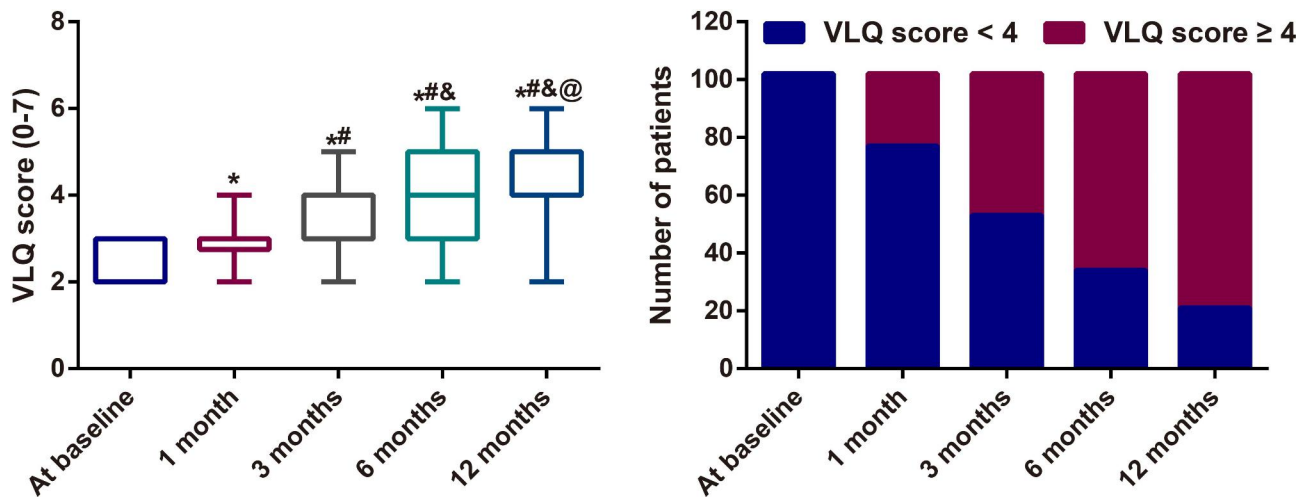 8
6
4
2
0
VLQ score (0-7)
*
*#
*#&
*#&@
At baseline
1 month
3 months
6 months
12 months
VLQ score < 4
VLQ score ≥ 4
120
100
80
60
40
20
0
Number of patients
At baseline
1 month
3 months
6 months
12 months